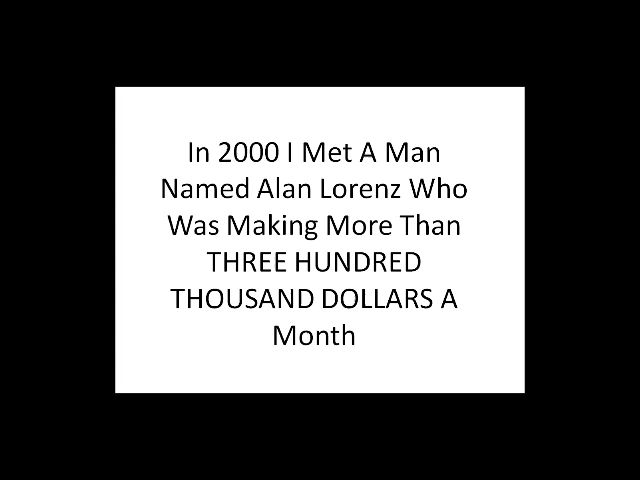 In 2000 I Met A Man
Named Alan Lorenz Who
Was Making More Than
THREE HUNDRED
THOUSAND DOLLARS A
Month